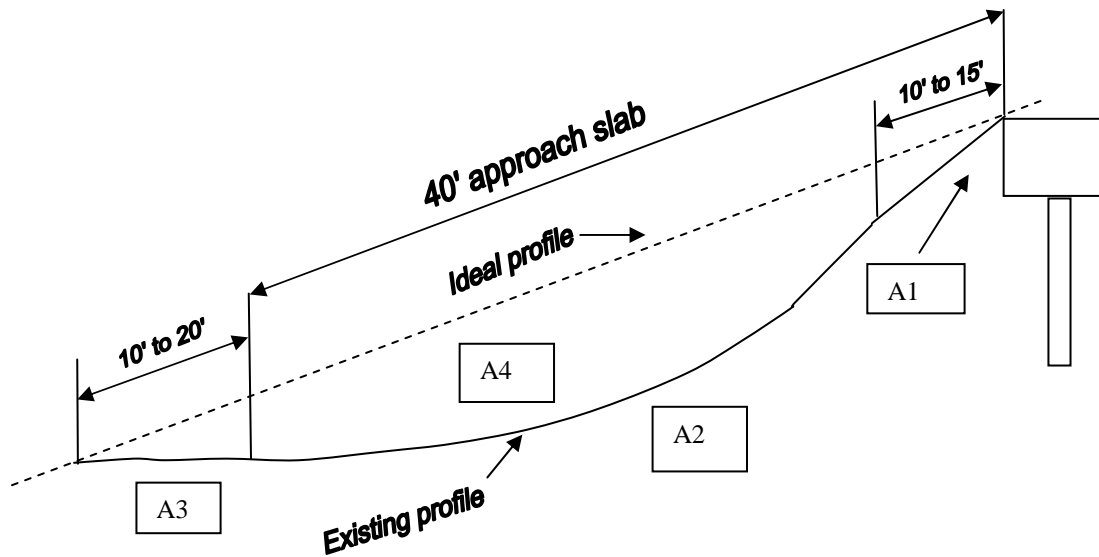 10' to 15'
40' approach slab
Ideal profile
A1
10' to 20'
A4
A2
A3
Existing profile